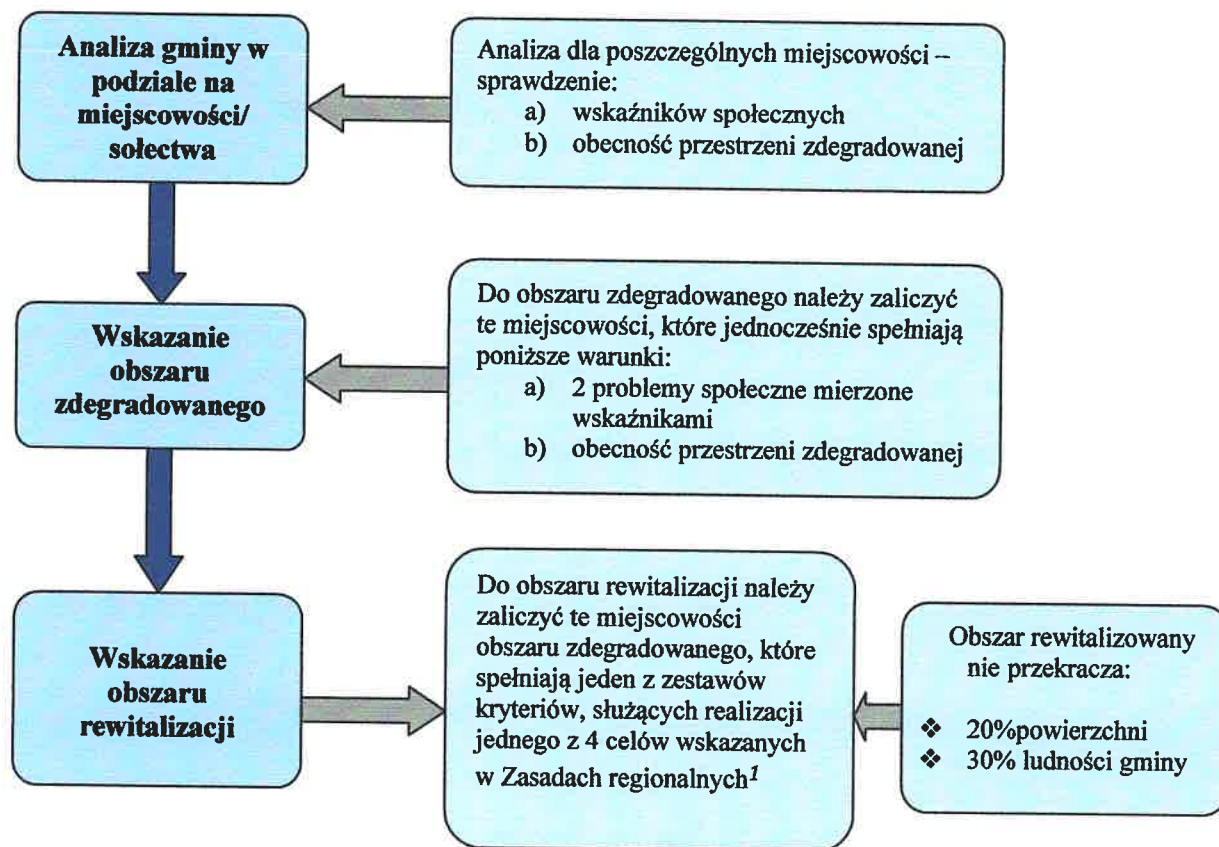 Analiza gminy w
podziale na
miejscowości/
sołectwa
Analiza dla poszczególnych miejscowości –
sprawdzenie:
a) wskaźników społecznych
b) obecność przestrzeni zdegradowanej
Wskazanie
obszaru
zdegradowanego
Do obszaru zdegradowanego należy zaliczyć
te miejscowości, które jednocześnie spełniają
poniższe warunki:
a) 2 problemy społeczne mierzone
wskaźnikami
b) obecność przestrzeni zdegradowanej
Wskazanie
obszaru
rewitalizacji
Do obszaru rewitalizacji należy
zaliczyć te miejscowości
obszaru zdegradowanego, które
spełniają jeden z zestawów
kryteriów, służących realizacji
jednego z 4 celów wskazanych
w Zasadach regionalnych¹
Obszar rewitalizowany
nie przekracza:
❖ 20%powierzchni
❖ 30% ludności gminy